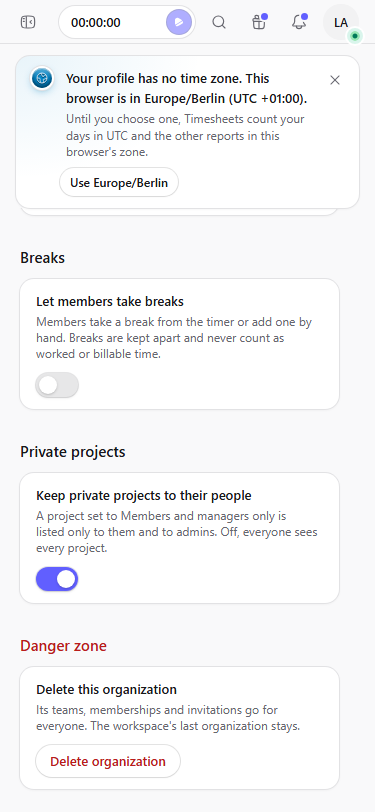 00:00:00
LA
Your profile has no time zone. This
browser is in Europe/Berlin (UTC +01:00).
Until you choose one, Timesheets count your
days in UTC and the other reports in this
browser's zone.
Use Europe/Berlin
Breaks
Let members take breaks
Members take a break from the timer or add one by
hand. Breaks are kept apart and never count as
worked or billable time.
Private projects
Keep private projects to their people
A project set to Members and managers only is
listed only to them and to admins. Off, everyone sees
every project.
Danger zone
Delete this organization
Its teams, memberships and invitations go for
everyone. The workspace's last organization stays.
Delete organization